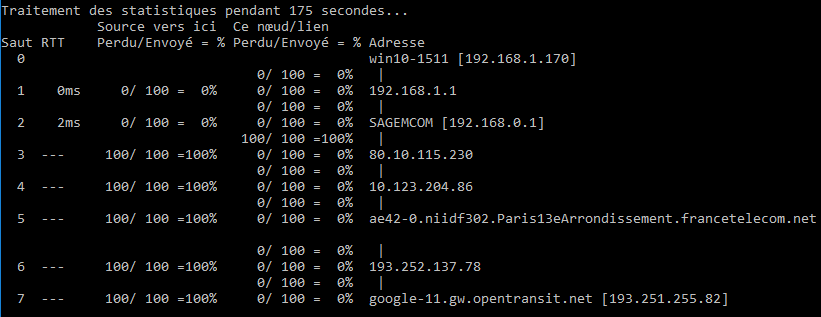 Traitement des statistiques pendant 175 secondes...
            Source vers ici   Ce nœud/lien
Saut RTT    Perdu/Envoyé = %  Perdu/Envoyé = %  Adresse
  0                                             win10-1511 [192.168.1.170]
                                0/ 100 =  0%   |
  1    0ms     0/ 100 =  0%     0/ 100 =  0%  192.168.1.1
                                0/ 100 =  0%   |
  2    2ms     0/ 100 =  0%     0/ 100 =  0%  SAGEMCOM [192.168.0.1]
                              100/ 100 =100%   |
  3  ---     100/ 100 =100%     0/ 100 =  0%  80.10.115.230
                                0/ 100 =  0%   |
  4  ---     100/ 100 =100%     0/ 100 =  0%  10.123.204.86
                                0/ 100 =  0%   |
  5  ---     100/ 100 =100%     0/ 100 =  0%  ae42-0.niidf302.Paris13eArrondissement.francetelecom.net
                                0/ 100 =  0%   |
  6  ---     100/ 100 =100%     0/ 100 =  0%  193.252.137.78
                                0/ 100 =  0%   |
  7  ---     100/ 100 =100%     0/ 100 =  0%  google-11.gw.opentransit.net [193.251.255.82]